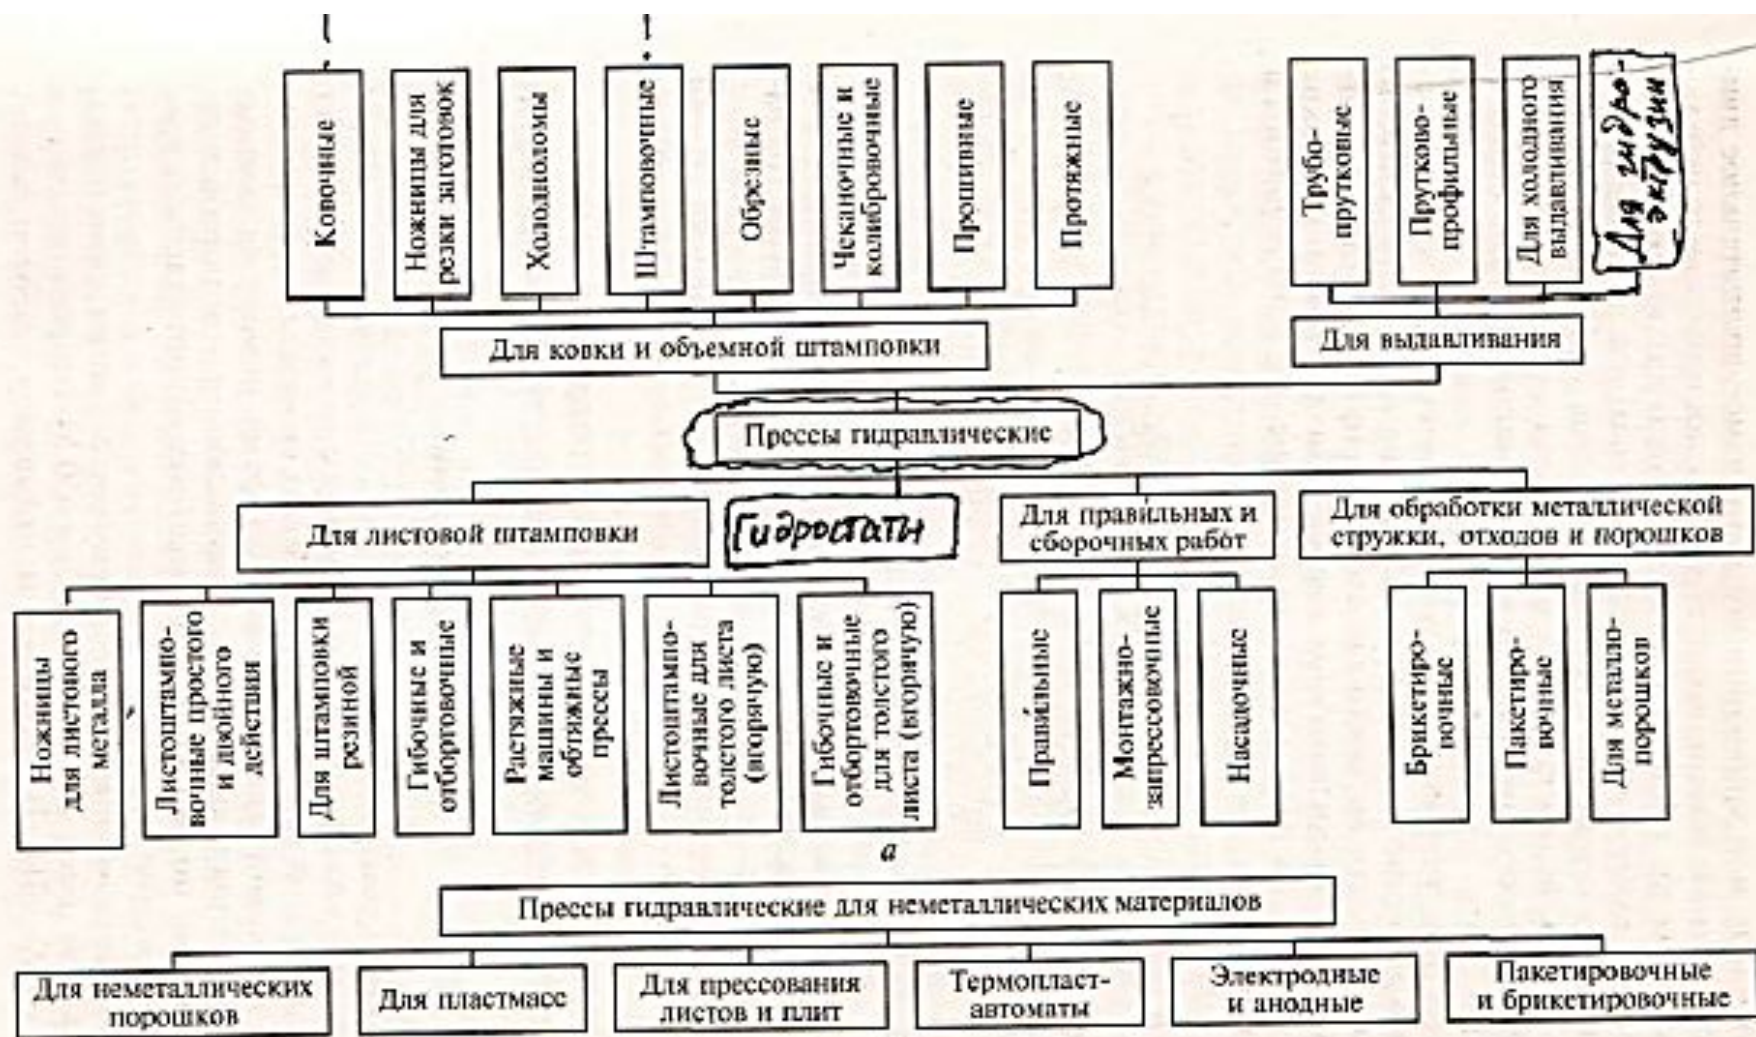 Ковочные
Ножницы для
резки заготовок
Холодноломы
Штамповочные
Обрезные
Чеканочные и
калибровочные
Прошивные
Протяжные
Трубо-
прутковые
Прутково-
профильные
Для холодного
выдавливания
Для гидро-
экструзии
Для ковки и объемной штамповки
Для выдавливания
Прессы гидравлические
Для листовой штамповки
Гидростаты
Для правильных и
сборочных работ
Для обработки металлической
стружки, отходов и порошков
Ножницы
для листового
металла
Листоштампо-
вочные простого
и двойного
действия
Для штамповки
резиной
Гибочные и
отбортовочные
Растяжные
машины и
обтяжные
прессы
Листоштампо-
вочные для
толстого листа
(вгорячую)
Гибочные и
отбортовочные
для толстого
листа (вгорячую)
Правильные
Монтажно-
запрессовочные
Насадочные
Брикетиро-
вочные
Пакетиро-
вочные
Для металло-
порошков
а
Прессы гидравлические для неметаллических материалов
Для неметаллических
порошков
Для пластмасс
Для прессования
листов и плит
Термопласт-
автоматы
Электродные
и анодные
Пакетировочные
и брикетировочные